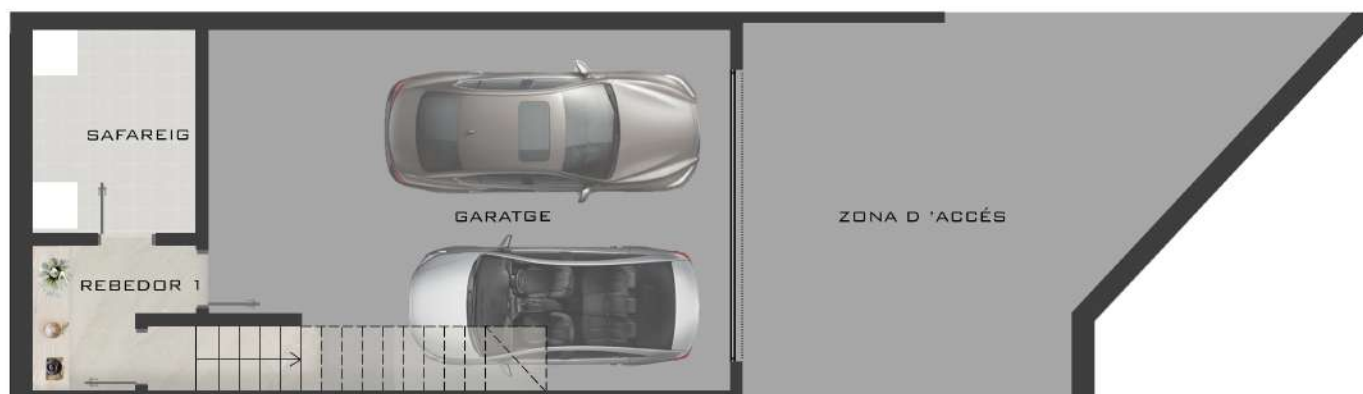 SAFAREIG
GARATGE
ZONA D 'ACCÉS
REBEDOR 1